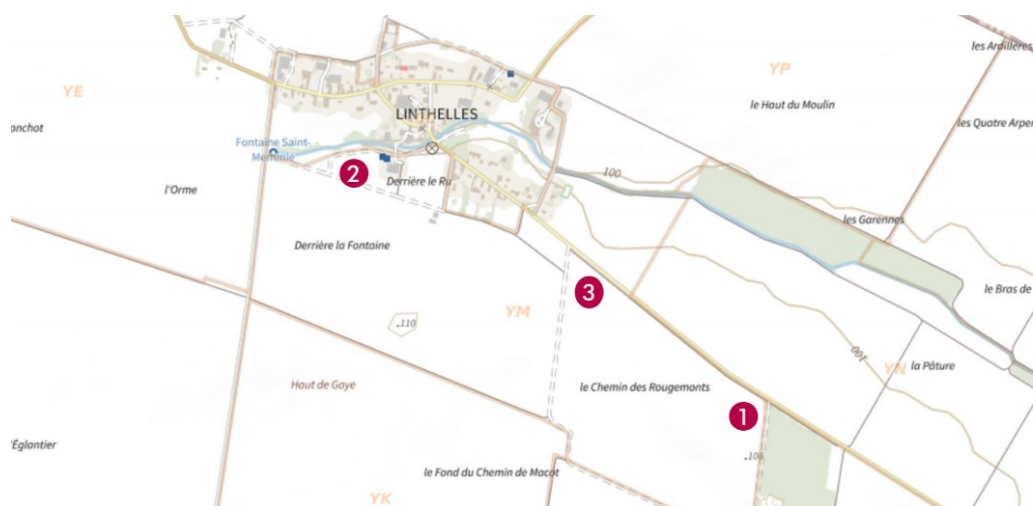 les Ardillères
YP
YE
le Haut du Moulin
LINTHELLES
anchot
les Quatre Arpen
Fontaine Saint-
Memmie
2
Derrière le Ru
100
l'Orme
les Garennes
Derrière la Fontaine
3
le Bras de
YM
.110
100
la Pâture
YN
Haut de Gaye
le Chemin des Rougemonts
1
l'Églantier
.108
le Fond du Chemin de Macot
YK